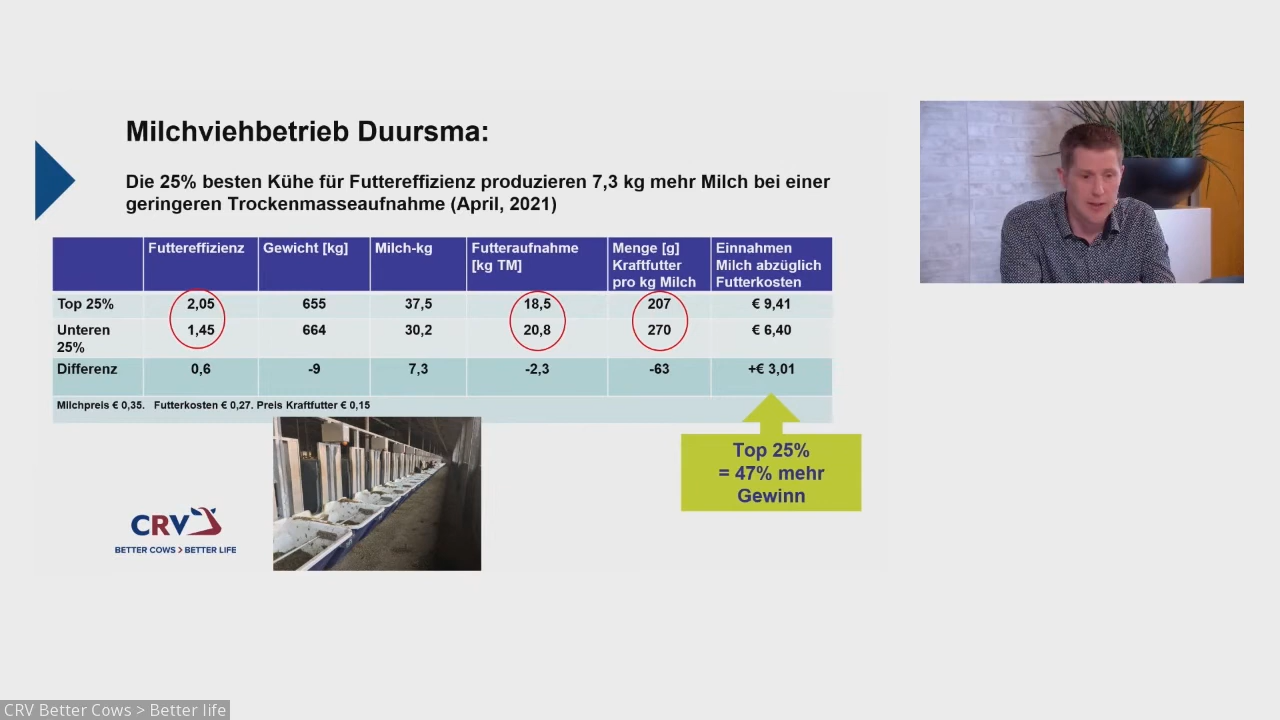 Milchviehbetrieb Duursma:
Die 25% besten Kühe für Futtereffizienz produzieren 7,3 kg mehr Milch bei einer
geringeren Trockenmasseaufnahme (April, 2021)
Futtereffizienz Gewicht [kg] Milch-kg Futteraufnahme [kg TM] Menge [g] Kraftfutter pro kg Milch Einnahmen Milch abzüglich Futterkosten
Top 25% 2,05 655 37,5 18,5 207 € 9,41
Unteren 25% 1,45 664 30,2 20,8 270 € 6,40
Differenz 0,6 -9 7,3 -2,3 -63 +€ 3,01
Milchpreis € 0,35. Futterkosten € 0,27. Preis Kraftfutter € 0,15
Top 25%
= 47% mehr
Gewinn
CRV
BETTER COWS > BETTER LIFE
CRV Better Cows > Better life